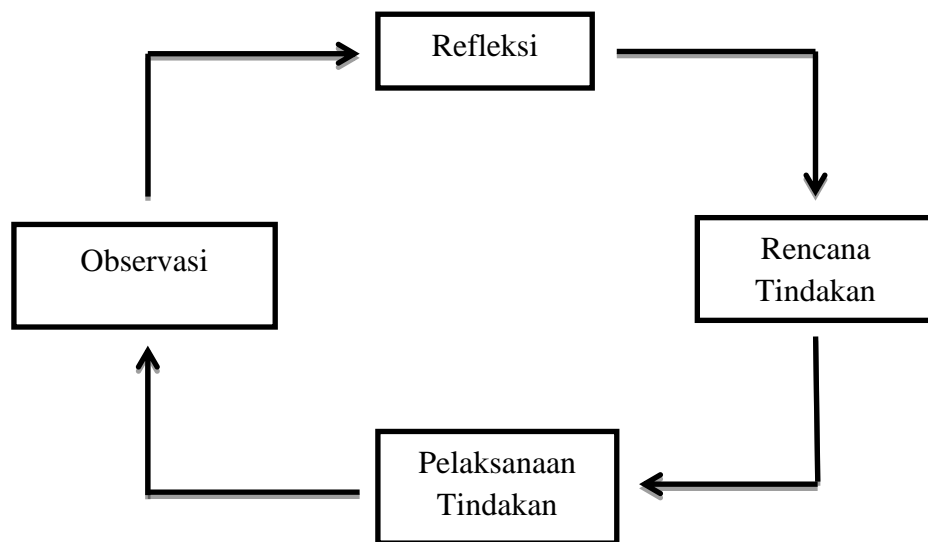 Refleksi
Observasi
Rencana
Tindakan
Pelaksanaan
Tindakan